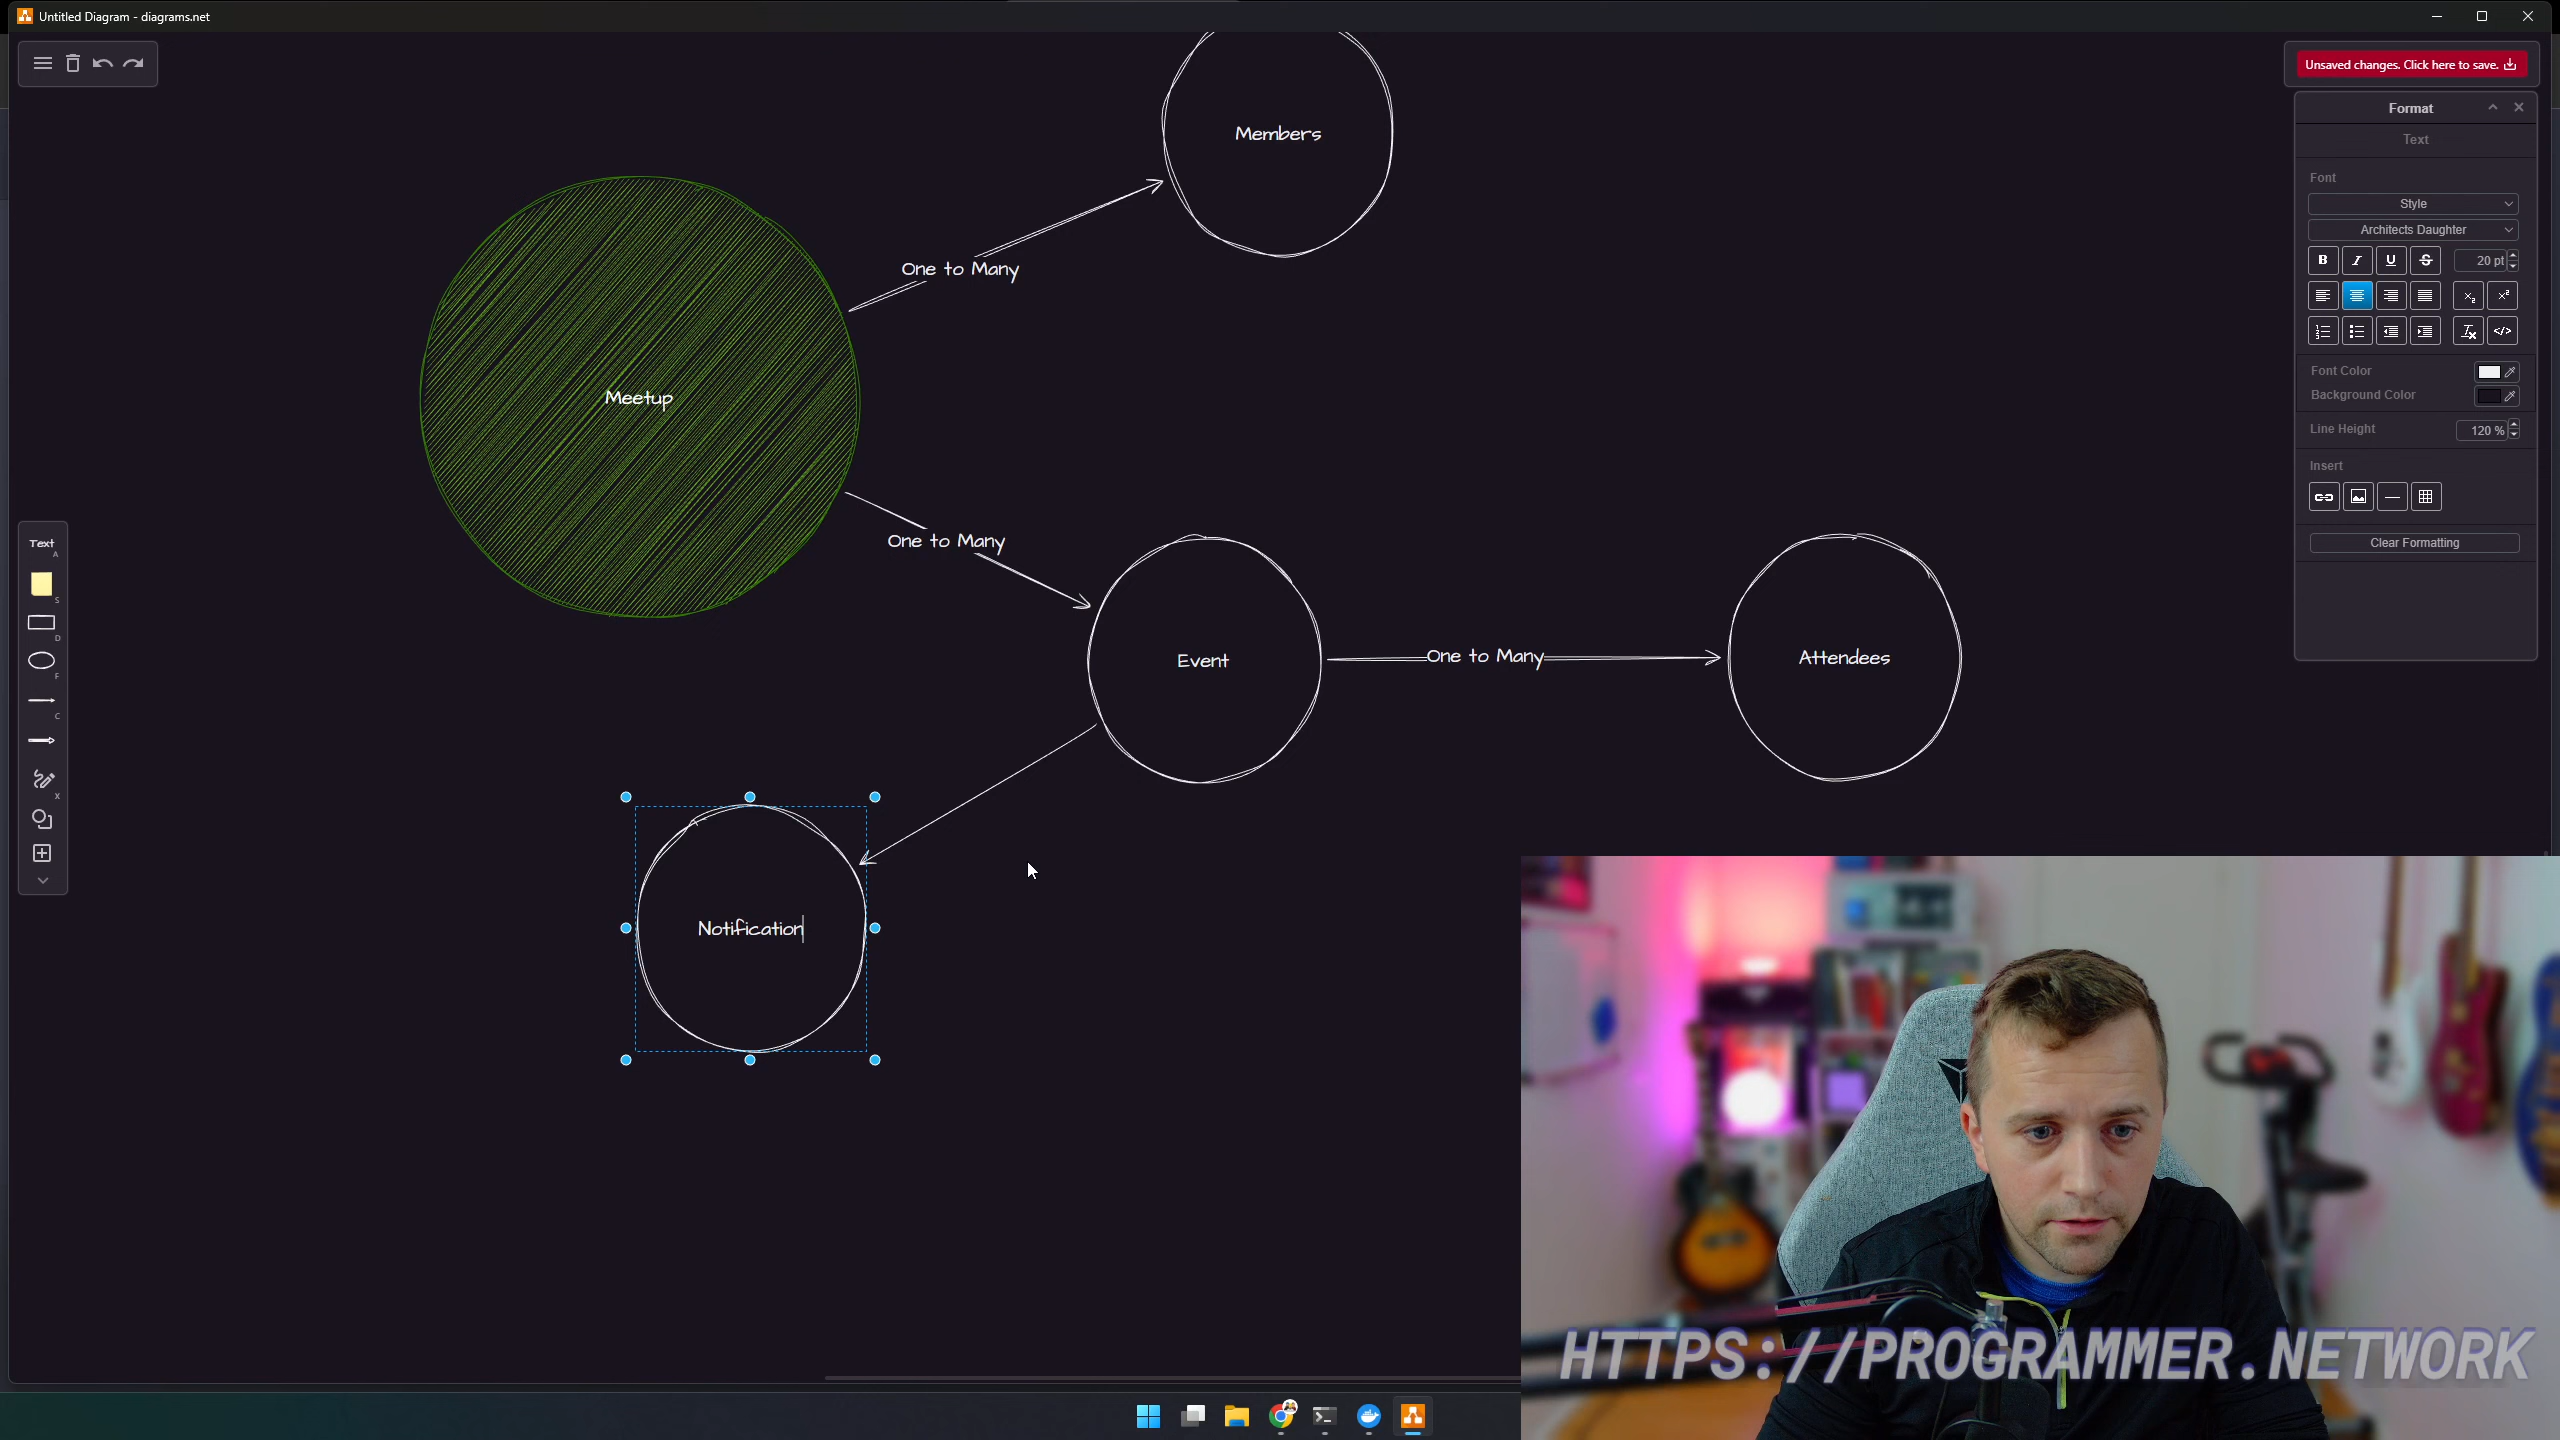 Untitled Diagram - diagrams.net
Unsaved changes. Click here to save.
Format
Text
Font
Style
Architects Daughter
20 pt
Font Color
Background Color
Line Height
120 %
Insert
Clear Formatting
Members
One to Many
Meetup
One to Many
Event
One to Many
Attendees
Notification
Text
A
S
D
F
C
X
HTTPS://PROGRAMMER.NETWORK